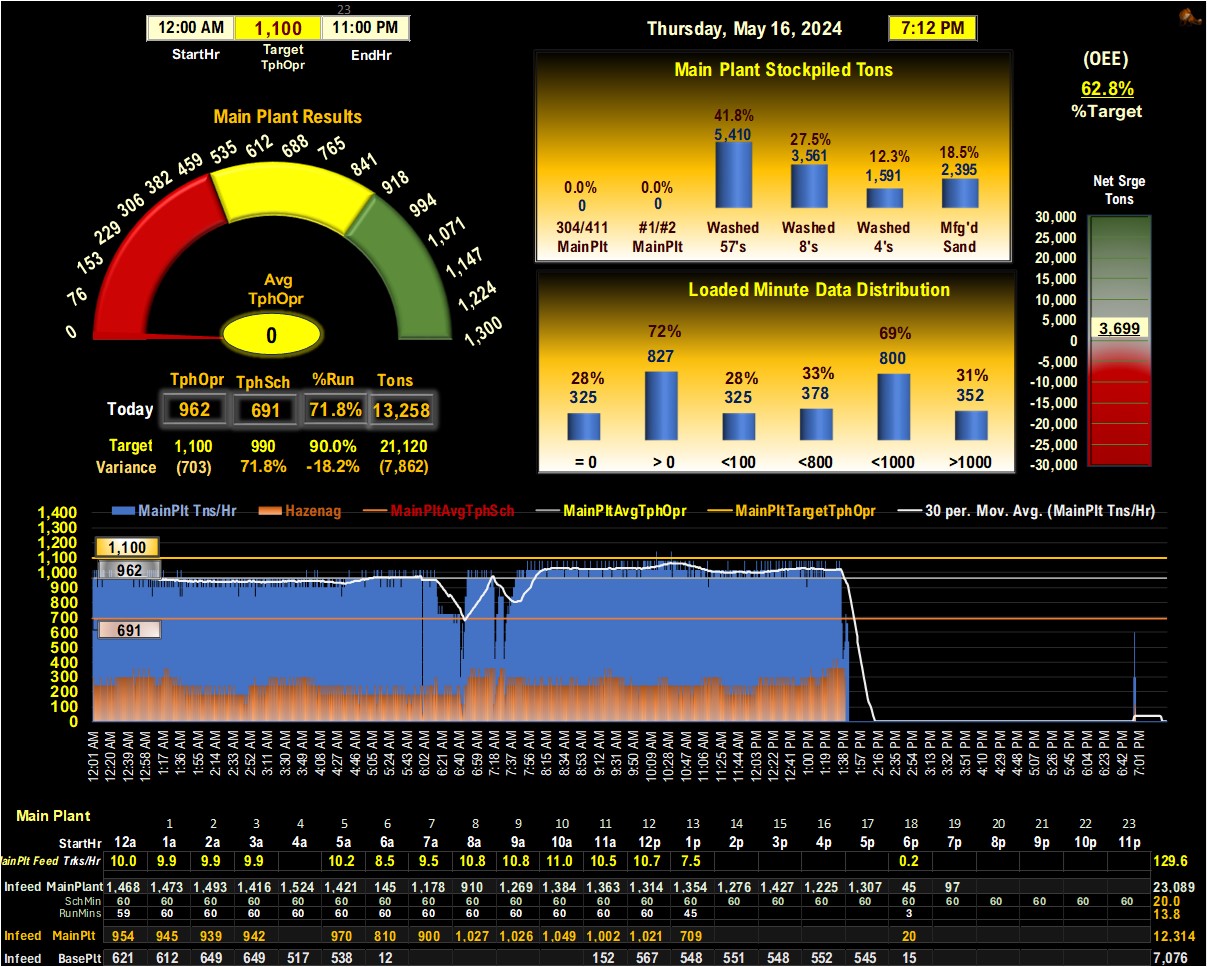 23
12:00 AM 1,100 11:00 PM
StartHr Target TphOpr EndHr
Thursday, May 16, 2024 7:12 PM
(OEE)
62.8%
%Target
Main Plant Results
0 76 153 229 306 382 459 535 612 688 765 841 918 994 1,071 1,147 1,224 1,300
Avg
TphOpr
0
TphOpr TphSch %Run Tons
Today 962 691 71.8% 13,258
Target 1,100 990 90.0% 21,120
Variance (703) 71.8% -18.2% (7,862)
Main Plant Stockpiled Tons
0.0% 0.0% 41.8% 27.5% 12.3% 18.5%
0 0 5,410 3,561 1,591 2,395
304/411 #1/#2 Washed Washed Washed Mfg'd
MainPlt MainPlt 57's 8's 4's Sand
Loaded Minute Data Distribution
28% 72% 28% 33% 69% 31%
325 827 325 378 800 352
= 0 > 0 <100 <800 <1000 >1000
Net Srge
Tons
30,000
25,000
20,000
15,000
10,000
5,000
3,699
0
-5,000
-10,000
-15,000
-20,000
-25,000
-30,000
MainPlt Tns/Hr Hazenag MainPltAvgTphSch MainPltAvgTphOpr MainPltTargetTphOpr 30 per. Mov. Avg. (MainPlt Tns/Hr)
1,400
1,300
1,200
1,100
1,000
900
800
700
600
500
400
300
200
100
0
1,100
962
691
12:01 AM 12:20 AM 12:39 AM 12:58 AM 1:17 AM 1:36 AM 1:55 AM 2:14 AM 2:33 AM 2:52 AM 3:11 AM 3:30 AM 3:49 AM 4:08 AM 4:27 AM 4:46 AM 5:05 AM 5:24 AM 5:43 AM 6:02 AM 6:21 AM 6:40 AM 6:59 AM 7:18 AM 7:37 AM 7:56 AM 8:15 AM 8:34 AM 8:53 AM 9:12 AM 9:31 AM 9:50 AM 10:09 AM 10:28 AM 10:47 AM 11:06 AM 11:25 AM 11:44 AM 12:03 PM 12:22 PM 12:41 PM 1:00 PM 1:19 PM 1:38 PM 1:57 PM 2:16 PM 2:35 PM 2:54 PM 3:13 PM 3:32 PM 3:51 PM 4:10 PM 4:29 PM 4:48 PM 5:07 PM 5:26 PM 5:45 PM 6:04 PM 6:23 PM 6:42 PM 7:01 PM
Main Plant
1 2 3 4 5 6 7 8 9 10 11 12 13 14 15 16 17 18 19 20 21 22 23
StartHr 12a 1a 2a 3a 4a 5a 6a 7a 8a 9a 10a 11a 12p 1p 2p 3p 4p 5p 6p 7p 8p 9p 10p 11p
MainPlt Feed Trks/Hr 10.0 9.9 9.9 9.9 10.2 8.5 9.5 10.8 10.8 11.0 10.5 10.7 7.5 0.2 129.6
Infeed MainPlant 1,468 1,473 1,493 1,416 1,524 1,421 145 1,178 910 1,269 1,384 1,363 1,314 1,354 1,276 1,427 1,225 1,307 45 97 23,089
SchMin 60 60 60 60 60 60 60 60 60 60 60 60 60 60 60 60 60 60 60 60 60 60 60 20.0
RunMins 59 60 60 60 60 60 60 60 60 60 60 60 45 3 13.8
Infeed MainPlt 954 945 939 942 970 810 900 1,027 1,026 1,049 1,002 1,021 709 20 12,314
Infeed BasePlt 621 612 649 649 517 538 12 152 567 548 551 548 552 545 15 7,076